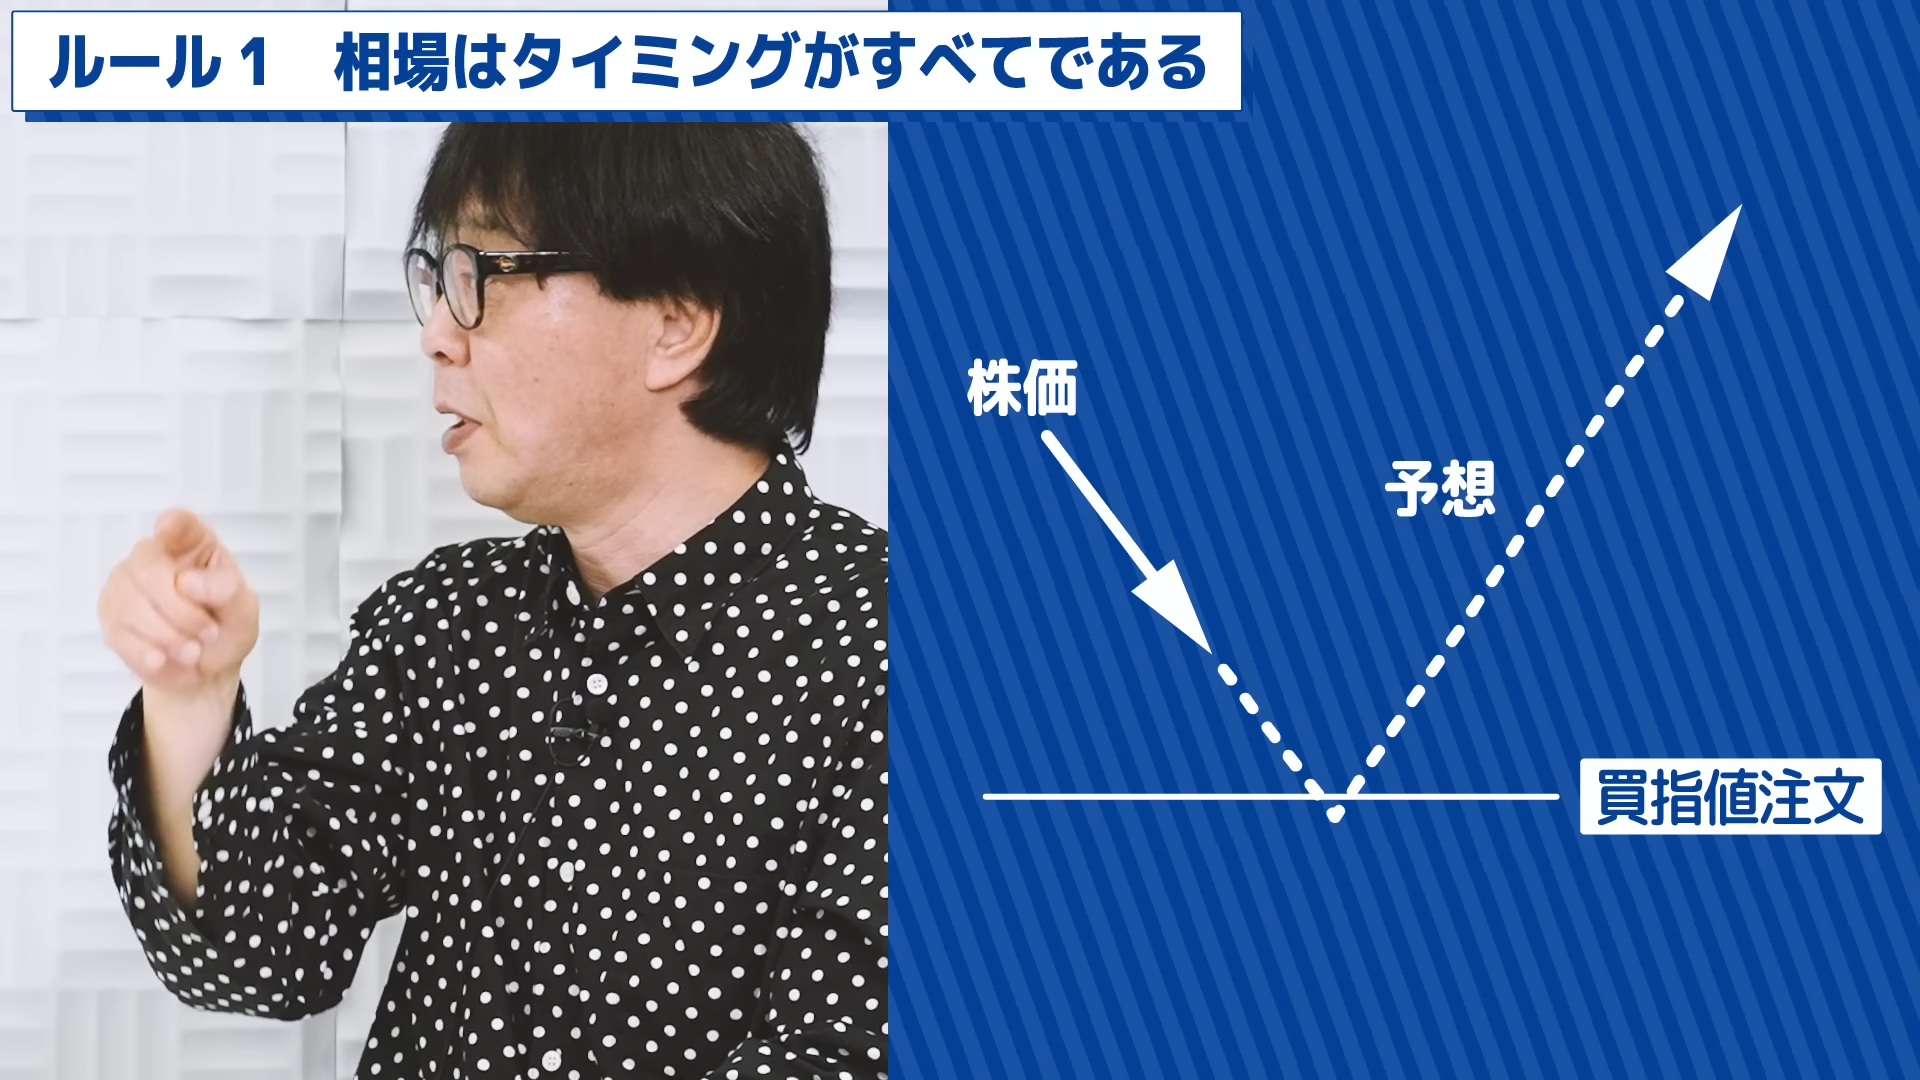 ルール1　相場はタイミングがすべてである
株価
予想
買指値注文